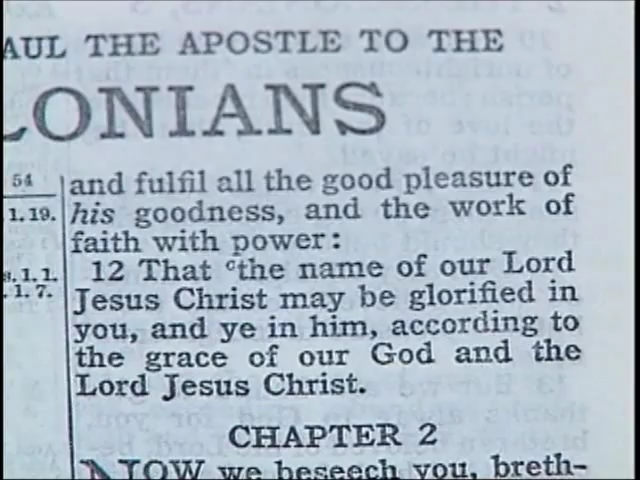 AUL THE APOSTLE TO THE
LONIANS
54
1.19.
s.1.1.
.1.7.
and fulfil all the good pleasure of
his goodness, and the work of
faith with power:
12 That cthe name of our Lord
Jesus Christ may be glorified in
you, and ye in him, according to
the grace of our God and the
Lord Jesus Christ.
CHAPTER 2
NOW we beseech you, breth-